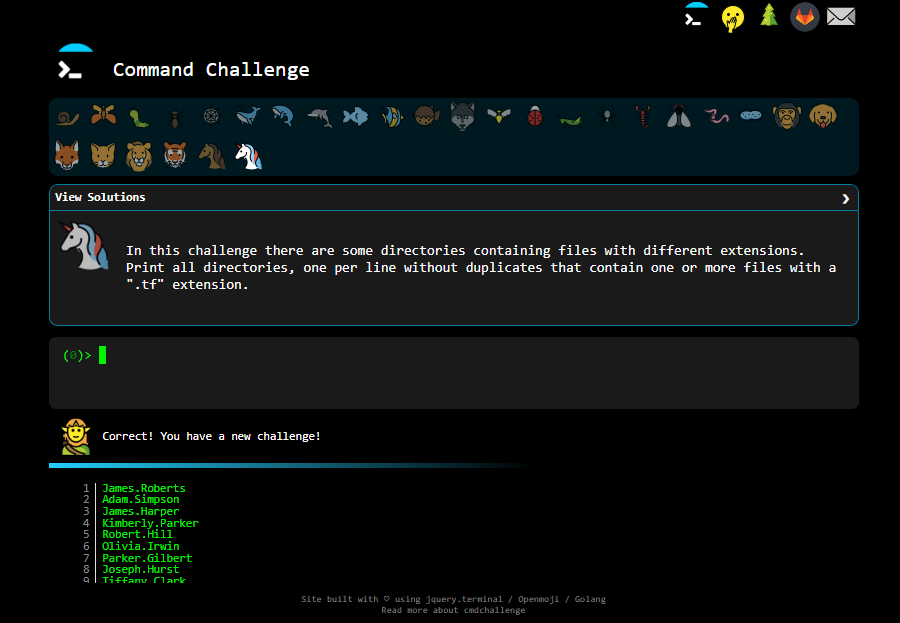 Command Challenge
View Solutions
In this challenge there are some directories containing files with different extensions.
Print all directories, one per line without duplicates that contain one or more files with a
".tf" extension.
(0)>
Correct! You have a new challenge!
1 James.Roberts
2 Adam.Simpson
3 James.Harper
4 Kimberly.Parker
5 Robert.Hill
6 Olivia.Irwin
7 Parker.Gilbert
8 Joseph.Hurst
9 Tiffany.Clark
Site built with ♡ using jquery.terminal / Openmoji / Golang
Read more about cmdchallenge